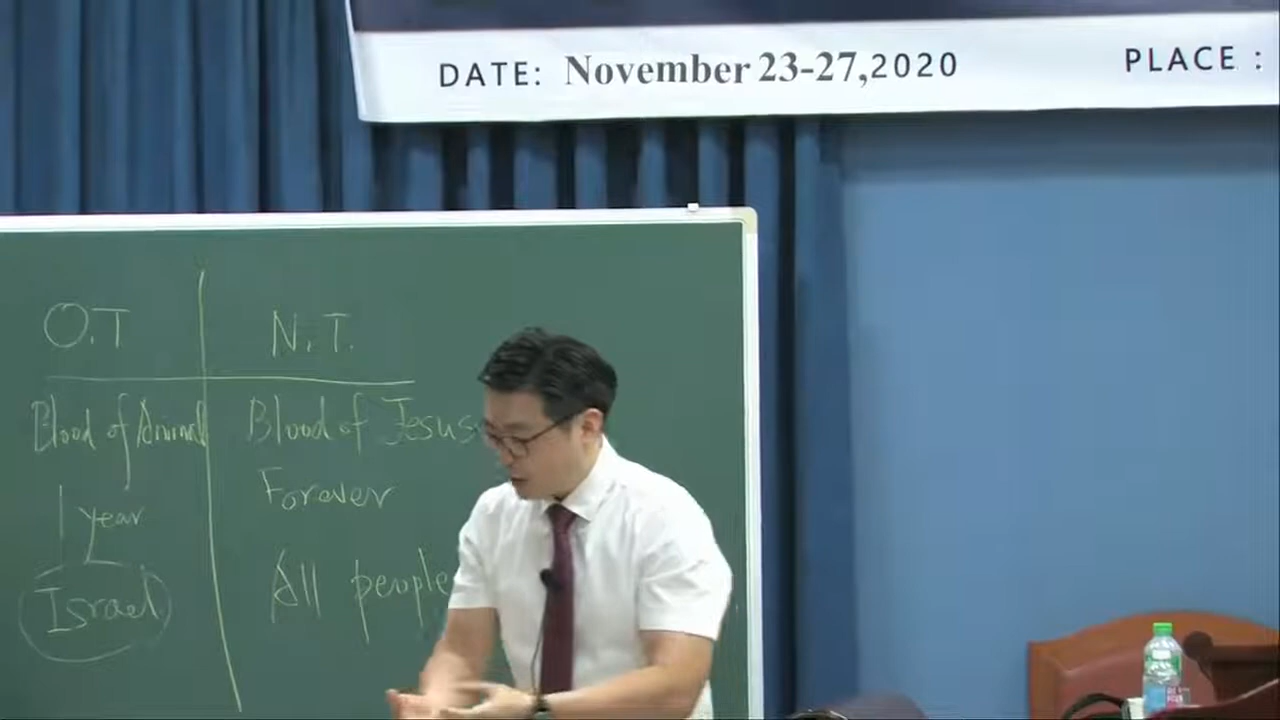 DATE: November 23-27,2020 PLACE :
O.T N.T.
Blood of Animal Blood of Jesus
1 year Forever
Israel All people